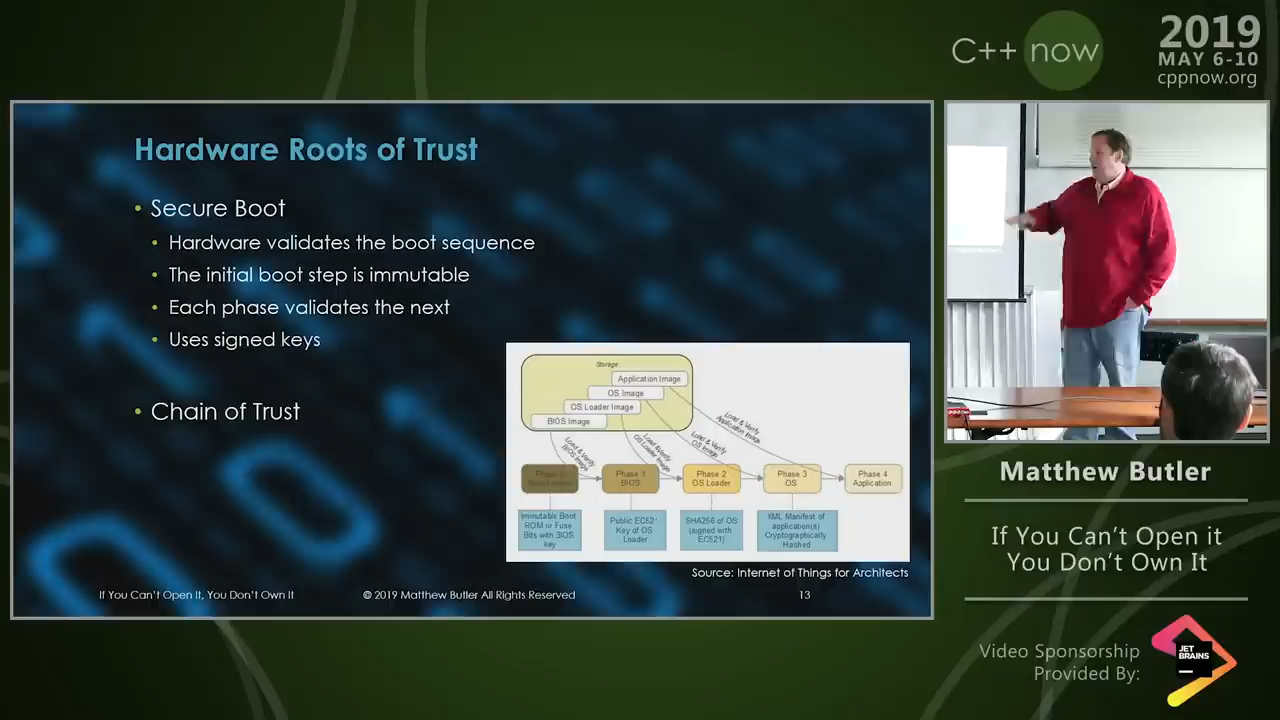 C++ now
2019
MAY 6-10
cppnow.org
Hardware Roots of Trust
• Secure Boot
• Hardware validates the boot sequence
• The initial boot step is immutable
• Each phase validates the next
• Uses signed keys
• Chain of Trust
Storage
Application Image
OS Image
OS Loader Image
BIOS Image
Load & Verify
BIOS Image
Load & Verify
OS Loader Image
Load & Verify
OS Image
Load & Verify
Application Image
Phase
Phase 1
BIOS
Phase 2
OS Loader
Phase 3
OS
Phase 4
Application
Immutable Boot
ROM or Fuse
Bits with BIOS
key
Public EC521
Key of OS
Loader
SHA256 of OS
(signed with
EC521)
XML Manifest of
application(s)
Cryptographically
Hashed
Source: Internet of Things for Architects
If You Can't Open It, You Don't Own It
© 2019 Matthew Butler All Rights Reserved
13
Matthew Butler
If You Can't Open it
You Don't Own It
Video Sponsorship
Provided By:
JET
BRAINS